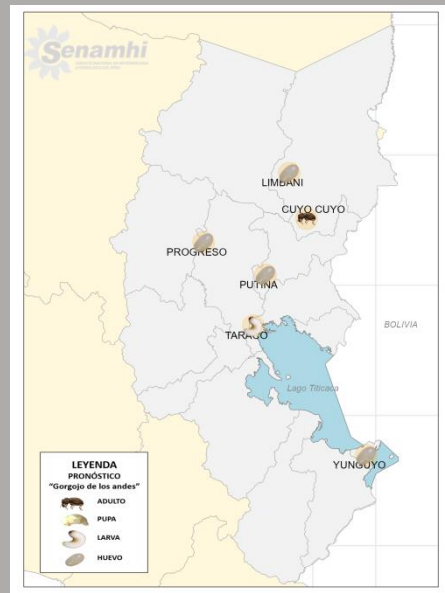 Senamhi
LIMBANI
CUYO CUYO
PROGRESO
PUTINA
TARACO
BOLIVIA
Lago Titicaca
YUNGUYO
LEYENDA
PRONÓSTICO
"Gorgojo de los andes"
ADULTO
PUPA
LARVA
HUEVO